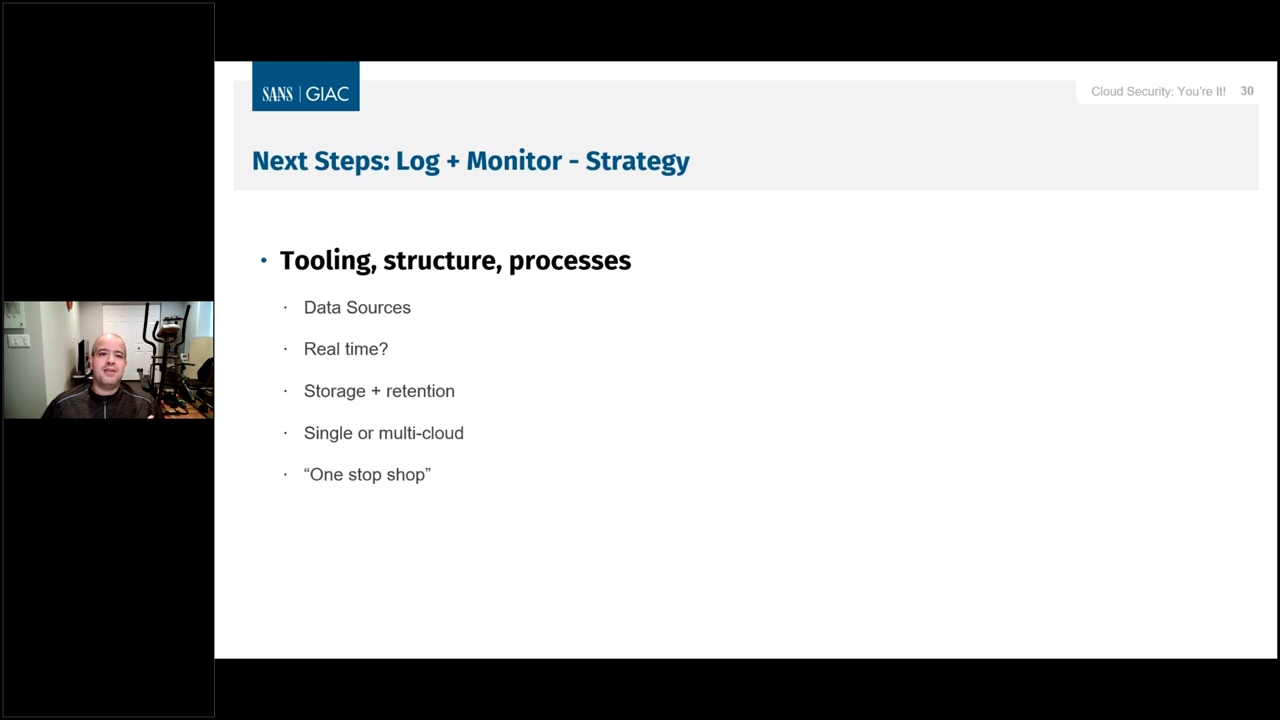 SANS | GIAC
Cloud Security: You're It! 30
Next Steps: Log + Monitor - Strategy
• Tooling, structure, processes
· Data Sources
· Real time?
· Storage + retention
· Single or multi-cloud
· “One stop shop”